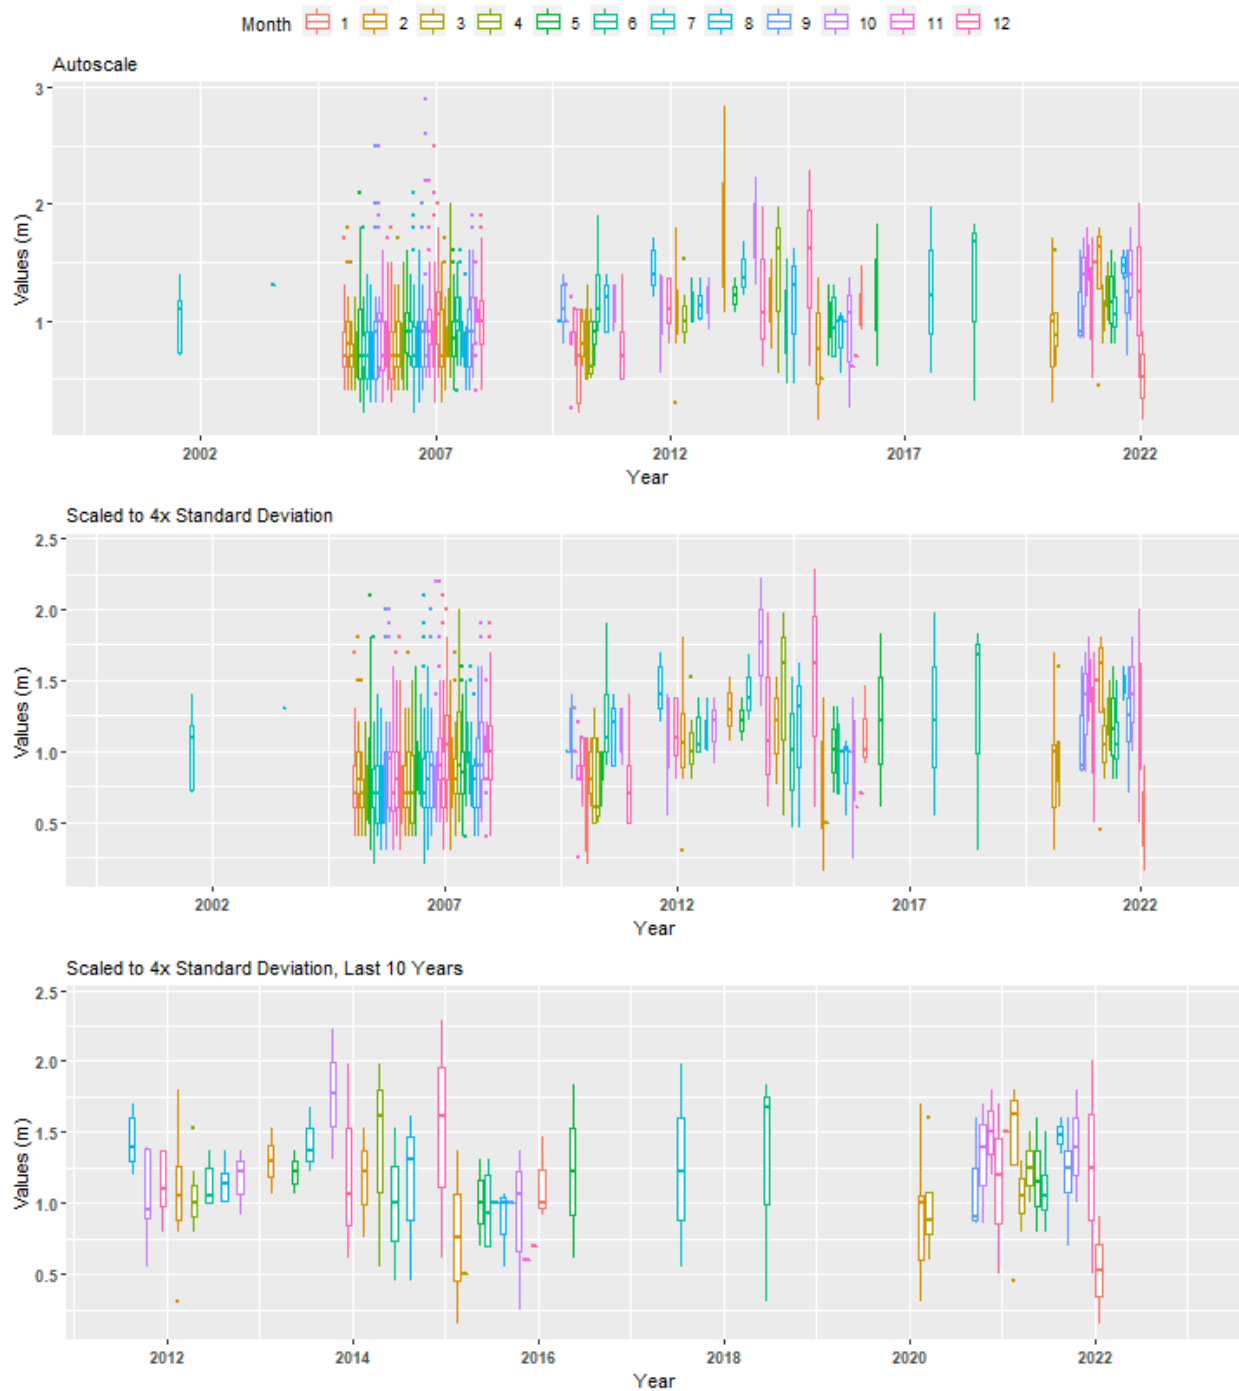 Month 1 2 3 4 5 6 7 8 9 10 11 12
Autoscale
3
2
1
Values (m)
2002 2007 2012 2017 2022
Year
Scaled to 4x Standard Deviation
2.5
2.0
1.5
1.0
0.5
Values (m)
2002 2007 2012 2017 2022
Year
Scaled to 4x Standard Deviation, Last 10 Years
2.5
2.0
1.5
1.0
0.5
Values (m)
2012 2014 2016 2018 2020 2022
Year